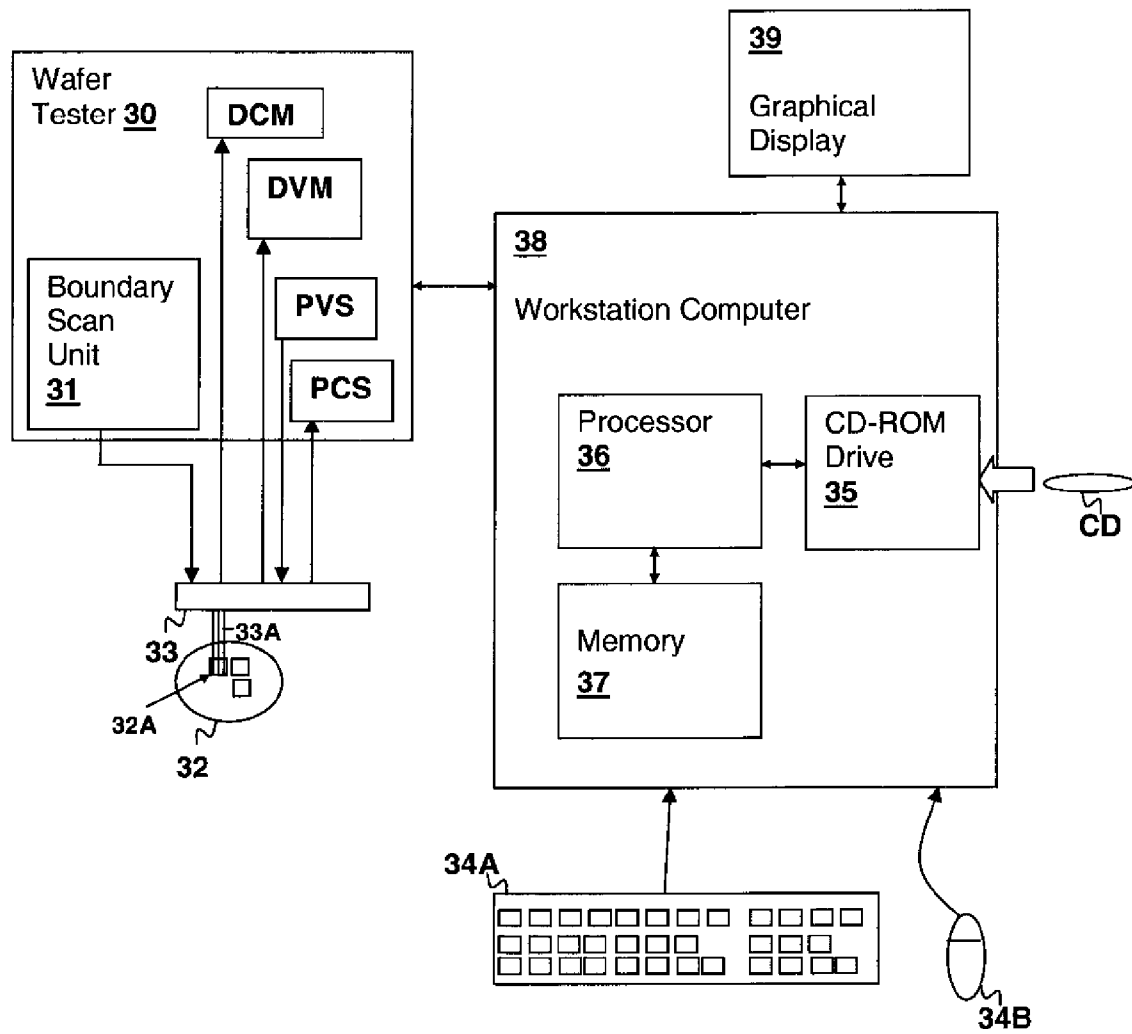 Wafer
Tester 30
DCM
DVM
PVS
PCS
Boundary
Scan
Unit
31
39
Graphical
Display
38
Workstation Computer
Processor
36
CD-ROM
Drive
35
CD
Memory
37
33
33A
32A
32
34A
34B